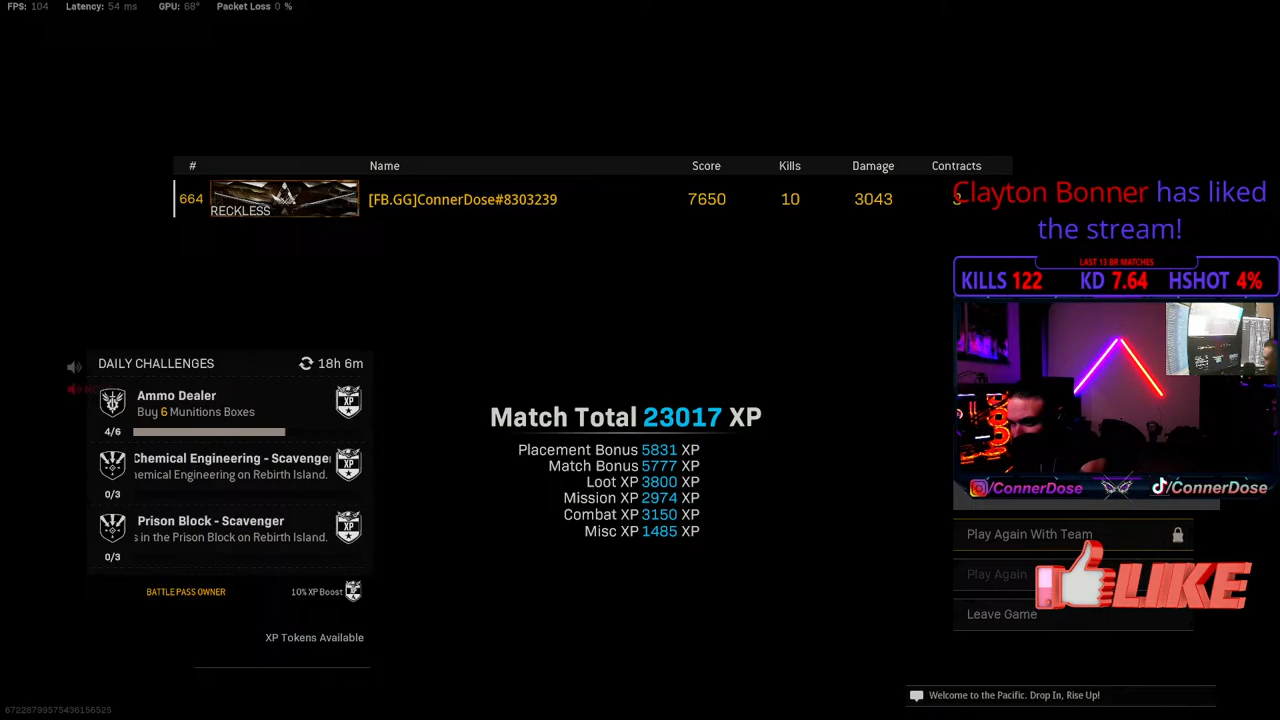 FPS: 104 Latency: 54 ms GPU: 68° Packet Loss 0 %
# Name Score Kills Damage Contracts
664 RECKLESS [FB.GG]ConnerDose#8303239 7650 10 3043
Clayton Bonner has liked
the stream!
LAST 13 BR MATCHES
KILLS 122 KD 7.64 HSHOT 4%
DAILY CHALLENGES 18h 6m
Ammo Dealer
Buy 6 Munitions Boxes
XP
4/6
Chemical Engineering - Scavenger
hemical Engineering on Rebirth Island.
XP
0/3
Prison Block - Scavenger
s in the Prison Block on Rebirth Island.
XP
0/3
BATTLE PASS OWNER 10% XP Boost
XP Tokens Available
Match Total 23017 XP
Placement Bonus 5831 XP
Match Bonus 5777 XP
Loot XP 3800 XP
Mission XP 2974 XP
Combat XP 3150 XP
Misc XP 1485 XP
/ConnerDose /ConnerDose
Play Again With Team
Play Again
LIKE
Leave Game
Welcome to the Pacific. Drop In, Rise Up!
67228799575436156525